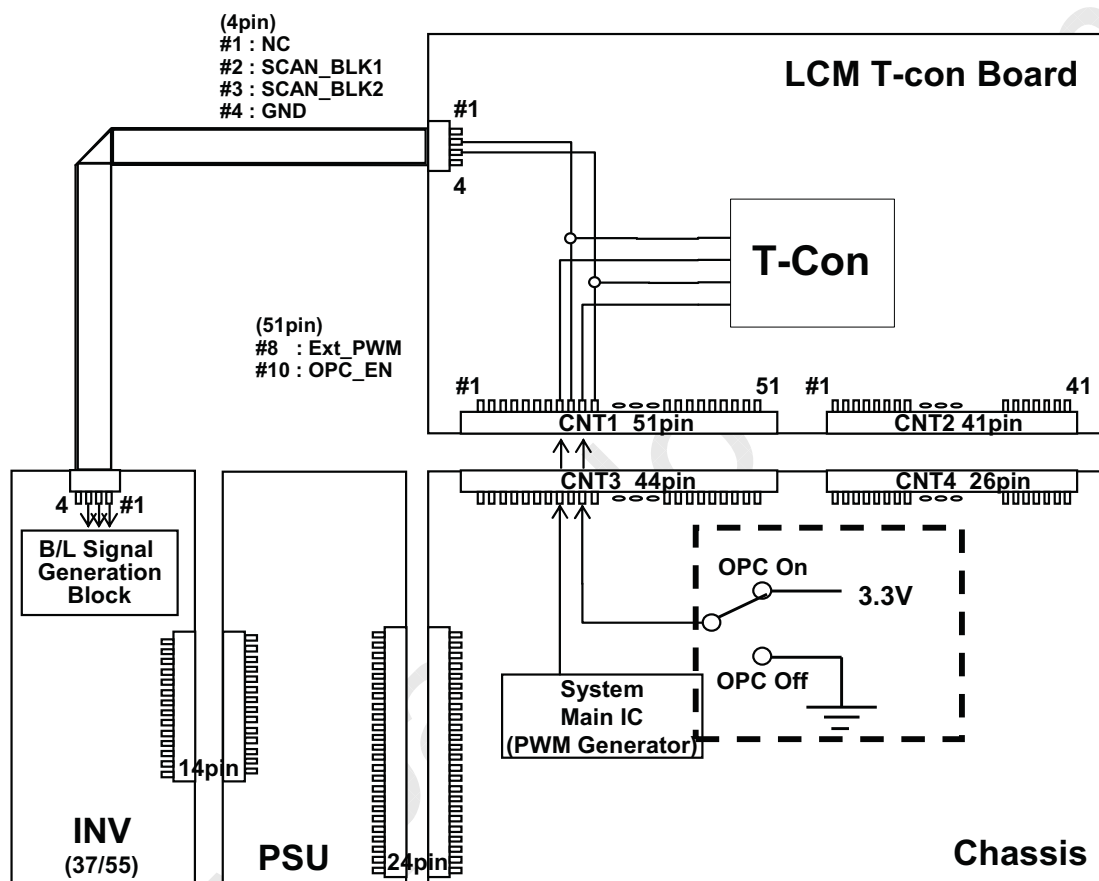 (4pin)
#1 : NC
#2 : SCAN_BLK1
#3 : SCAN_BLK2
#4 : GND
LCM T-con Board
#1
4
T-Con
(51pin)
#8 : Ext_PWM
#10 : OPC_EN
#1
51
#1
41
CNT1 51pin
CNT2 41pin
CNT3 44pin
CNT4 26pin
4
#1
B/L Signal
Generation
Block
OPC On
3.3V
OPC Off
System
Main IC
(PWM Generator)
14pin
INV
(37/55)
PSU
24pin
Chassis